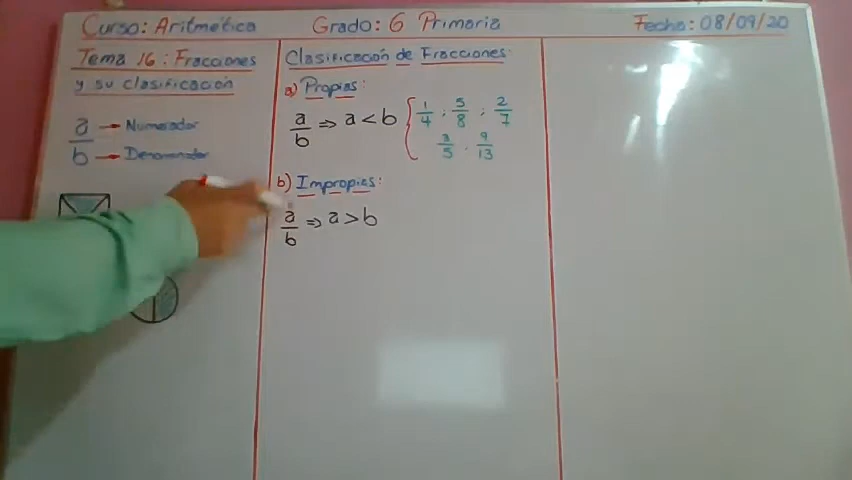 Curso: Aritmética Grado: 6 Primaria Fecha: 08/09/20
Tema 16: Fracciones
y su clasificación
a → Numerador
b → Denominador
Clasificación de Fracciones:
a) Propias:
a/b ⇒ a < b { 1/4 ; 5/8 ; 2/7
3/5 . 9/13
b) Impropias:
a/b ⇒ a > b